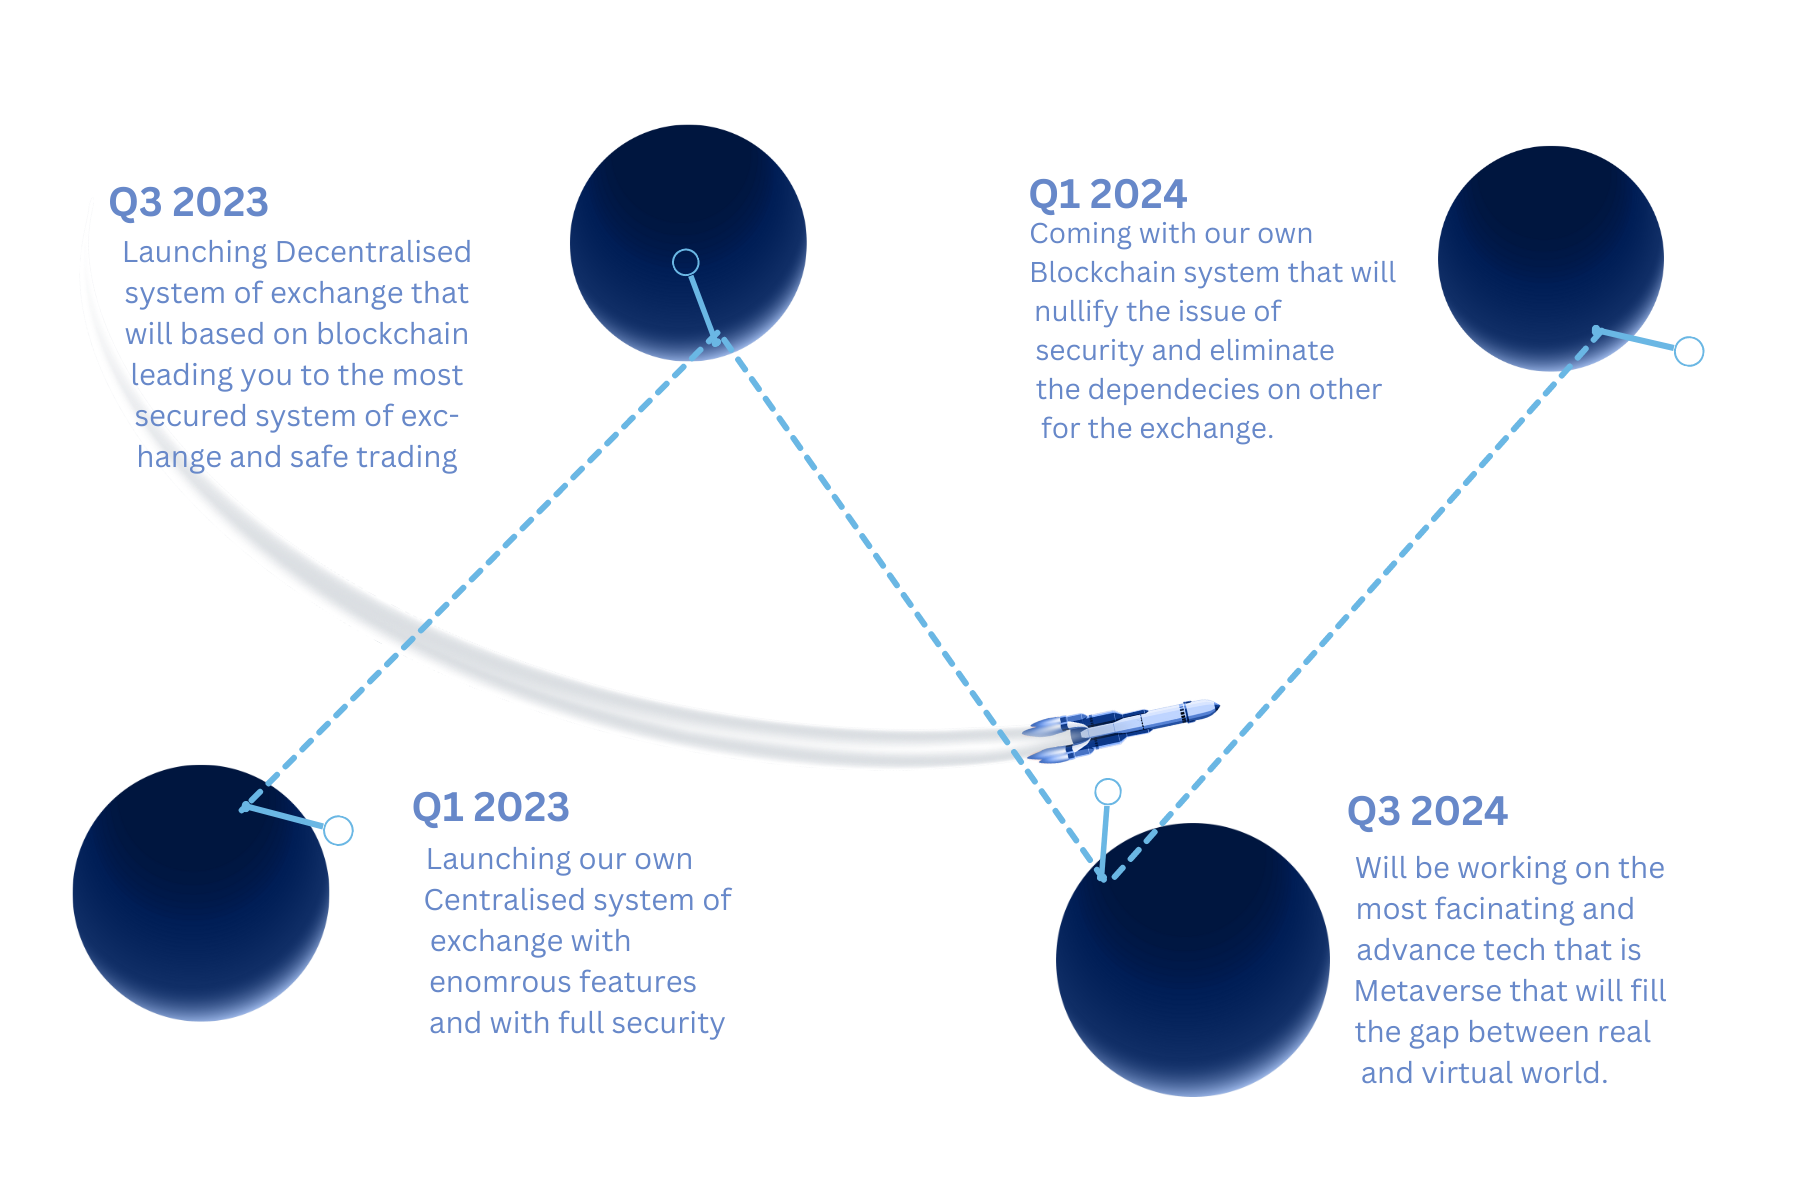 Q3 2023
Launching Decentralised
system of exchange that
will based on blockchain
leading you to the most
secured system of exc-
hange and safe trading
Q1 2024
Coming with our own
Blockchain system that will
nullify the issue of
security and eliminate
the dependecies on other
for the exchange.
Q1 2023
Launching our own
Centralised system of
exchange with
enomrous features
and with full security
Q3 2024
Will be working on the
most facinating and
advance tech that is
Metaverse that will fill
the gap between real
and virtual world.